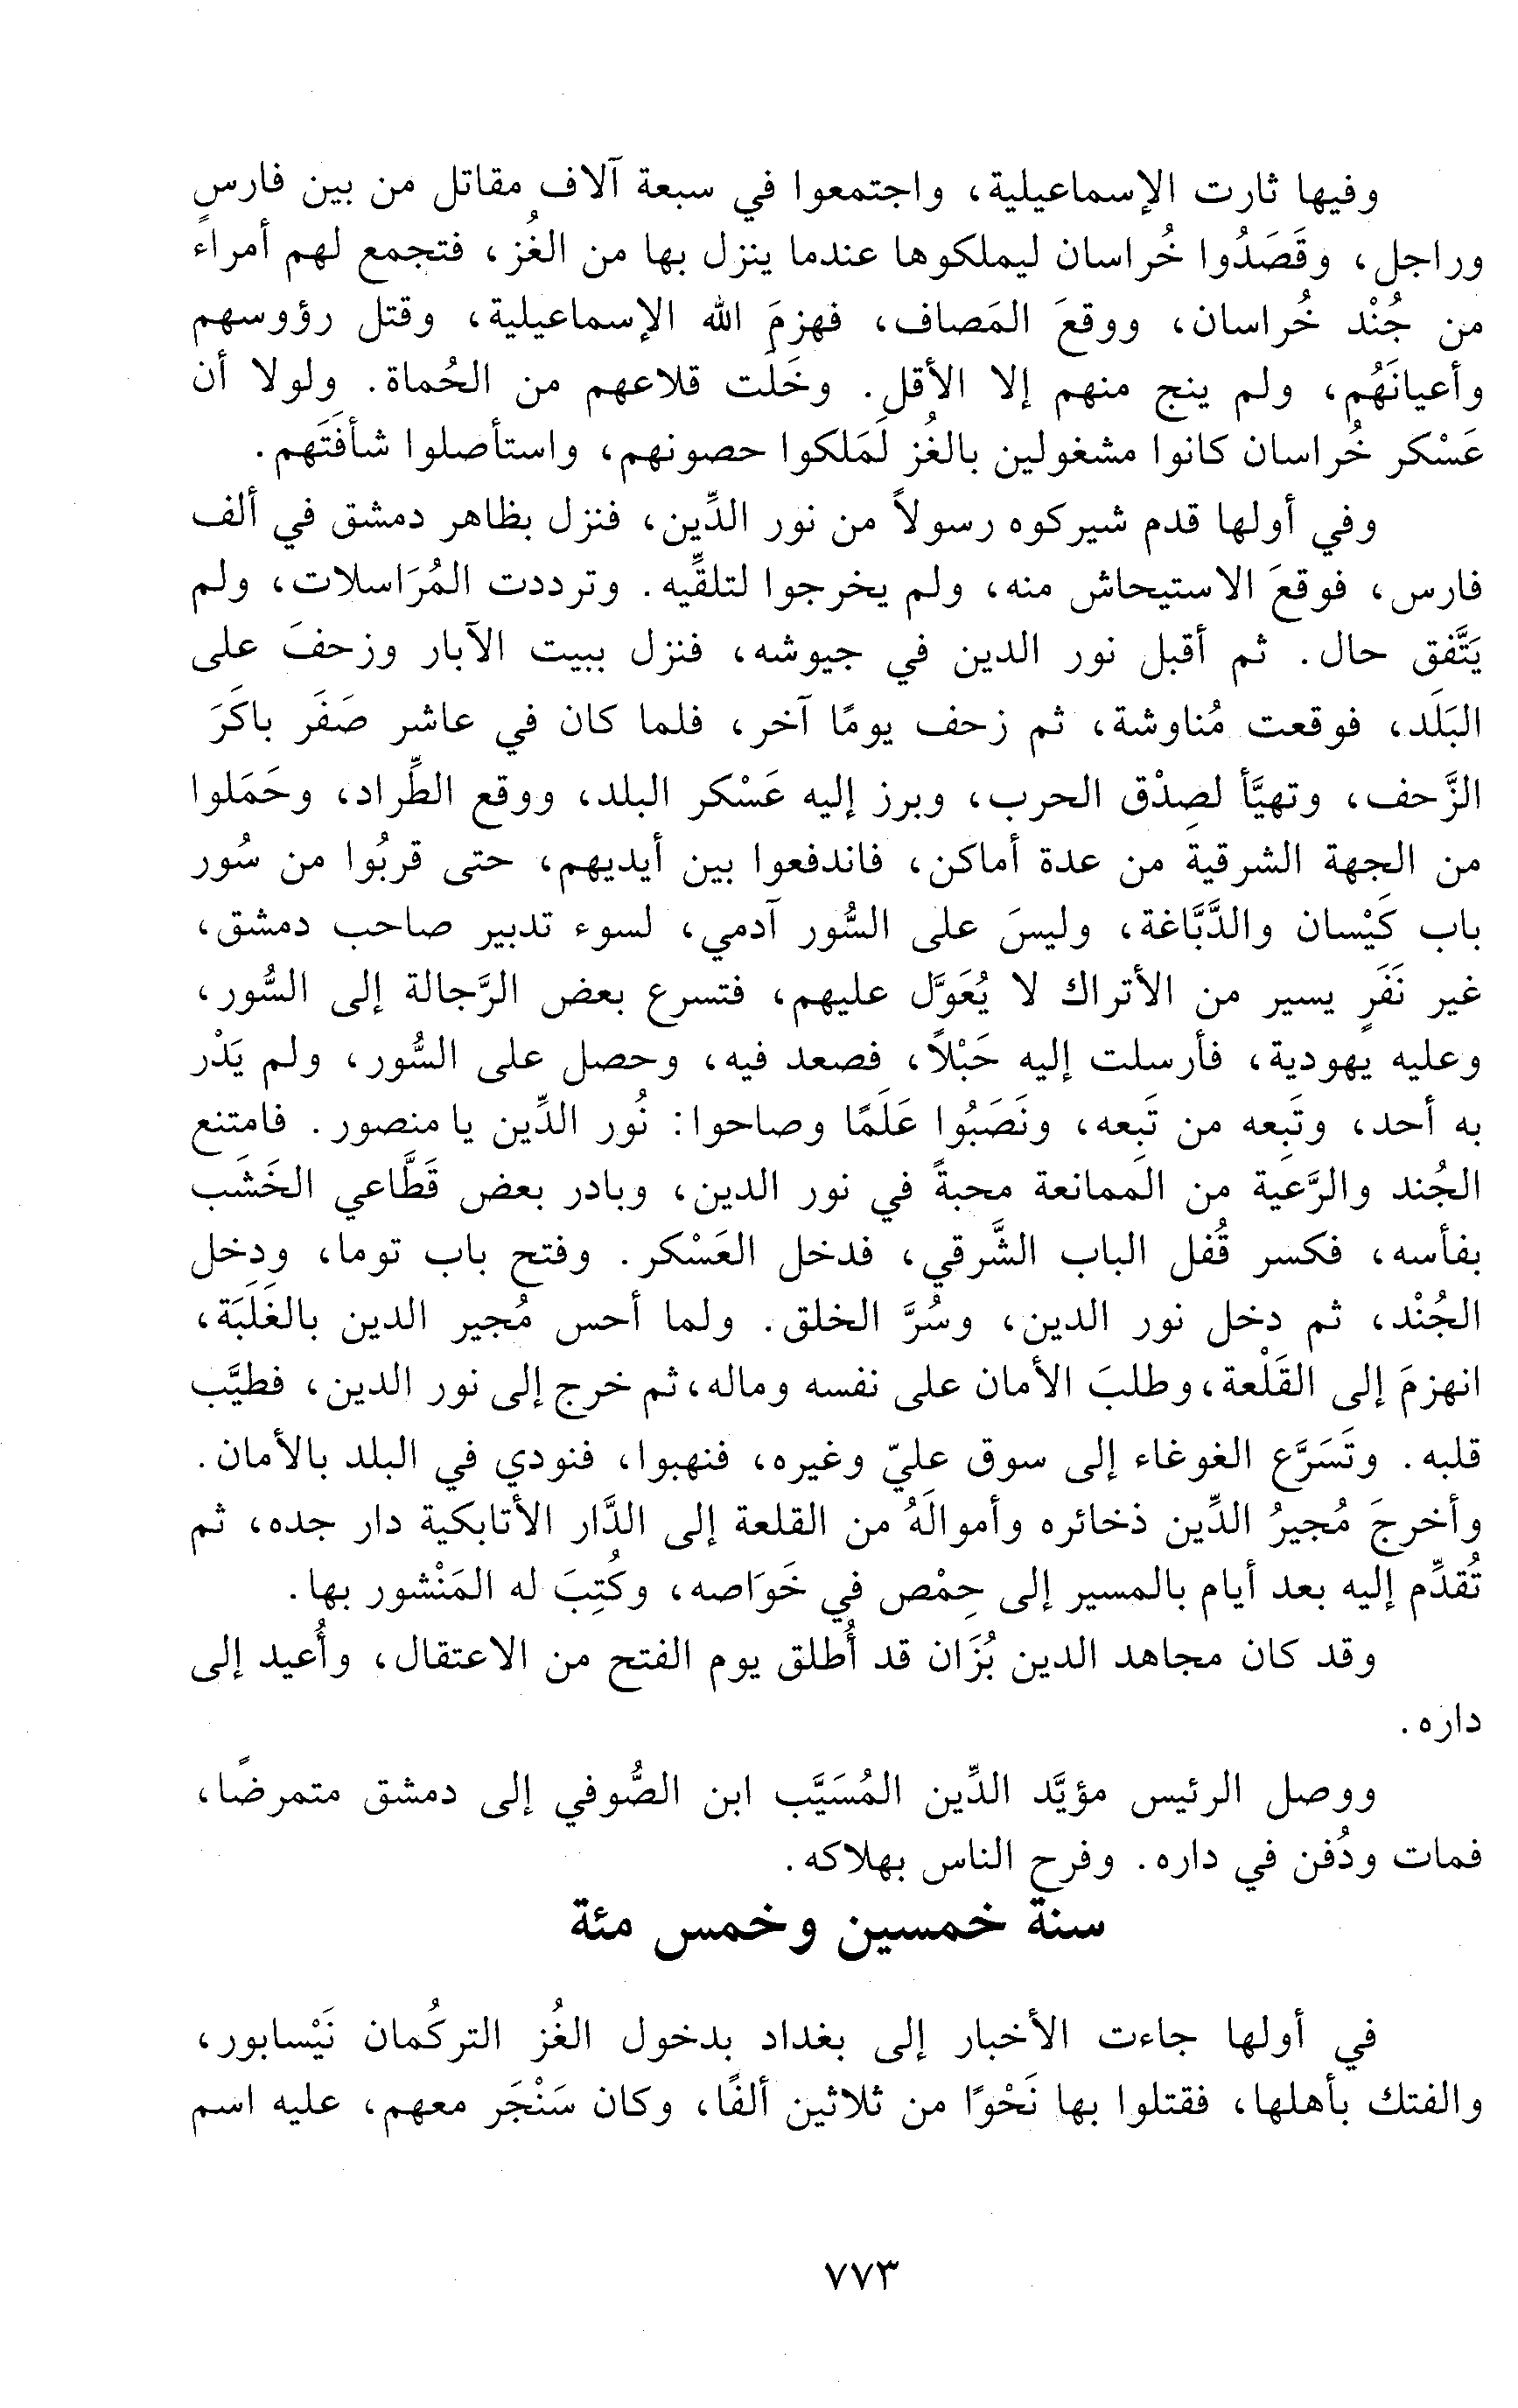 وفيها ثارت الإسماعيلية، واجتمعوا في سبعة آلاف مقاتل من بين فارسٍ
وراجل، وقَصَدُوا خُراسان ليملكوها عندما ينزل بها من الغُز، فتجمع لهم أمراء
من جُنْد خُراسان، ووقعَ المَصاف، فهزمَ الله الإسماعيلية، وقتل رؤوسهم
وأعيانَهُم، ولم ينج منهم إلا الأقل. وخَلَت قلاعهم من الحُماة. ولولا أن
عَسْكر خُراسان كانوا مشغولين بالغُز لَمَلكوا حصونهم، واستأصلوا شأفَتَهم.
وفي أولها قدم شيركوه رسولاً من نور الدِّين، فنزل بظاهر دمشق في ألف
فارس، فوقعَ الاستيحاش منه، ولم يخرجوا لتلقِّيه. وترددت المُرَاسلات، ولم
يَتَّفق حال. ثم أقبل نور الدين في جيوشه، فنزل ببيت الآبار وزحفَ على
البَلَد، فوقعت مُناوشة، ثم زحف يومًا آخر، فلما كان في عاشر صَفَر باكَرَ
الزَّحف، وتهيَّأ لصِدْق الحرب، وبرز إليه عَسْكر البلد، ووقع الطِّراد، وحَمَلوا
من الجهة الشرقية من عدة أماكن، فاندفعوا بين أيديهم، حتى قربُوا من سُور
باب كَيْسان والدَّبَّاغة، وليسَ على السُّور آدمي، لسوء تدبير صاحب دمشق،
غير نَفَرٍ يسير من الأتراك لا يُعَوَّل عليهم، فتسرع بعض الرَّجالة إلى السُّور،
وعليه يهودية، فأرسلت إليه حَبْلاً، فصعد فيه، وحصل على السُّور، ولم يَدْر
به أحد، وتَبِعه من تَبِعه، ونَصَبُوا عَلَمًا وصاحوا: نُور الدِّين يا منصور. فامتنع
الجُند والرَّعية من الممانعة محبةً في نور الدين، وبادر بعض قَطَّاعي الخَشَب
بفأسه، فكسر قُفل الباب الشَّرقي، فدخل العَسْكر. وفتح باب توما، ودخل
الجُنْد، ثم دخل نور الدين، وسُرَّ الخلق. ولما أحس مُجير الدين بالغَلَبَة،
انهزمَ إلى القَلْعة، وطلبَ الأمان على نفسه وماله، ثم خرج إلى نور الدين، فطيَّب
قلبه. وتَسَرَّع الغوغاء إلى سوق عليّ وغيره، فنهبوا، فنودي في البلد بالأمان.
وأخرجَ مُجيرُ الدِّين ذخائره وأموالَهُ من القلعة إلى الدَّار الأتابكية دار جده، ثم
تُقدِّم إليه بعد أيام بالمسير إلى حِمْص في خَوَاصه، وكُتِبَ له المَنْشور بها.
وقد كان مجاهد الدين بُزَان قد أُطلق يوم الفتح من الاعتقال، وأُعيد إلى
داره.
ووصل الرئيس مؤيَّد الدِّين المُسَيَّب ابن الصُّوفي إلى دمشق متمرضًا،
فمات ودُفن في داره. وفرح الناس بهلاكه.
سنة خمسين وخمس مئة
في أولها جاءت الأخبار إلى بغداد بدخول الغُز التركُمان نَيْسابور،
والفتك بأهلها، فقتلوا بها نَحْوًا من ثلاثين ألفًا، وكان سَنْجَر معهم، عليه اسم
٧٧٣